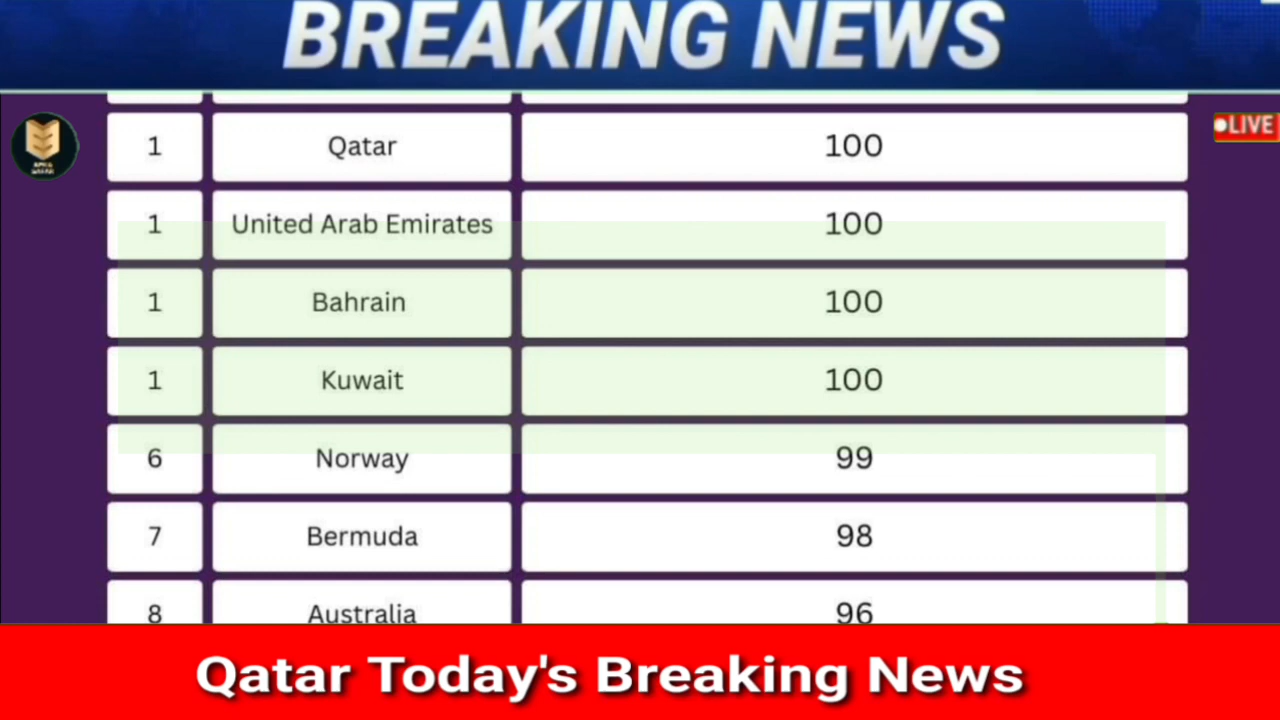 BREAKING NEWS
LIVE
1 Qatar 100
1 United Arab Emirates 100
1 Bahrain 100
1 Kuwait 100
6 Norway 99
7 Bermuda 98
8 Australia 96
Qatar Today's Breaking News